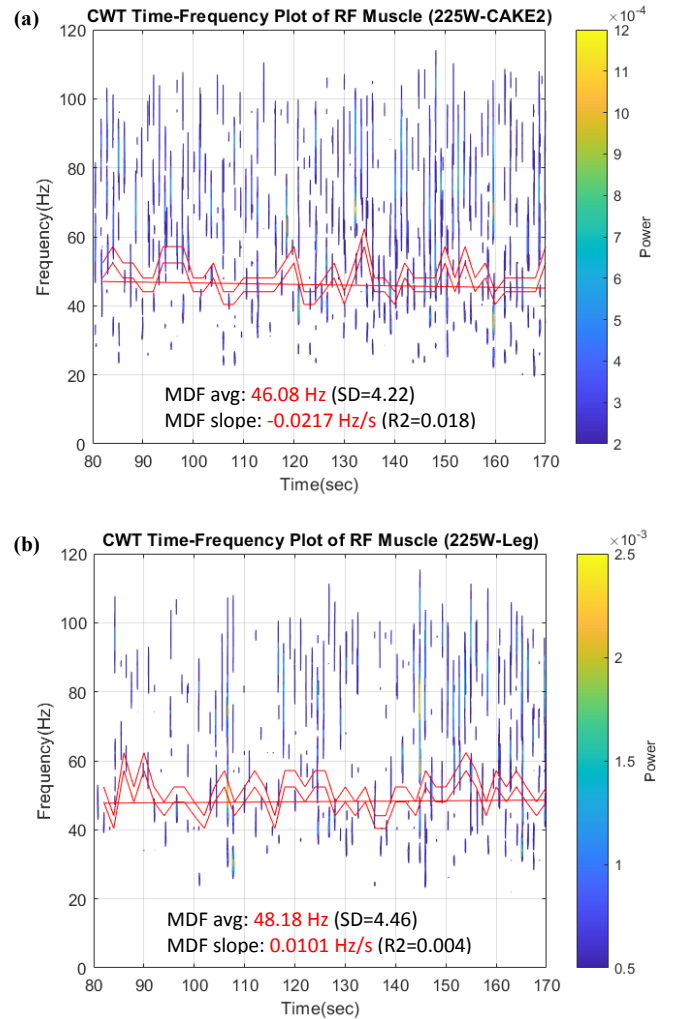 (a)
CWT Time-Frequency Plot of RF Muscle (225W-CAKE2)
×10⁻⁴
120
100
80
60
40
20
0
Frequency(Hz)
MDF avg: 46.08 Hz (SD=4.22)
MDF slope: -0.0217 Hz/s (R2=0.018)
80 90 100 110 120 130 140 150 160 170
Time(sec)
12
11
10
9
8
7
6
5
4
3
2
Power
(b)
CWT Time-Frequency Plot of RF Muscle (225W-Leg)
×10⁻³
120
100
80
60
40
20
0
Frequency(Hz)
MDF avg: 48.18 Hz (SD=4.46)
MDF slope: 0.0101 Hz/s (R2=0.004)
80 90 100 110 120 130 140 150 160 170
Time(sec)
2.5
2
1.5
1
0.5
Power